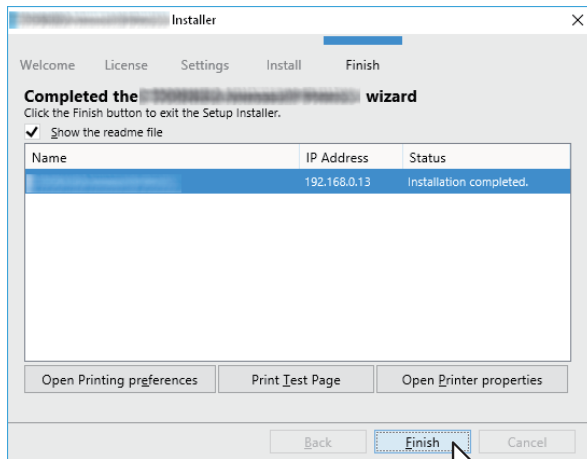 Installer
Welcome License Settings Install Finish
Completed the wizard
Click the Finish button to exit the Setup Installer.
Show the readme file
Name IP Address Status
192.168.0.13 Installation completed.
Open Printing preferences Print Test Page Open Printer properties
Back Finish Cancel